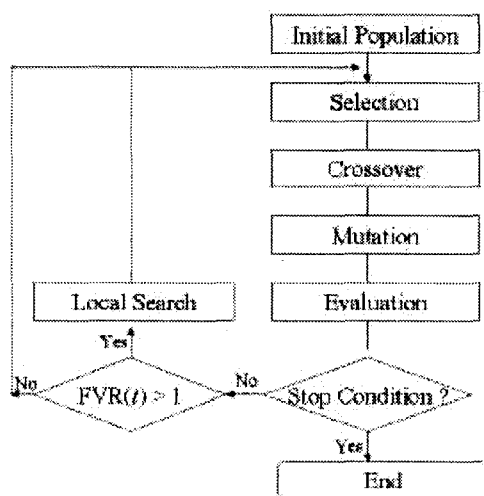 Initial Population
Selection
Crossover
Mutation
Local Search
Evaluation
Yes
No
FVR(t) > 1
No
Stop Condition ?
Yes
End